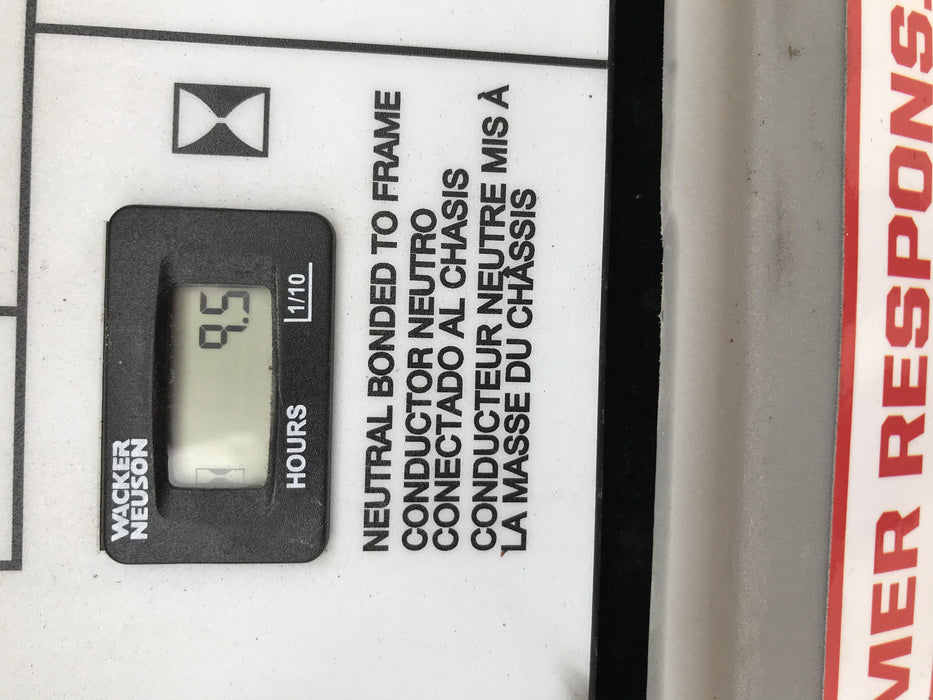 WACKER
NEUSON
9.5
HOURS 1/10
NEUTRAL BONDED TO FRAME
CONDUCTOR NEUTRO
CONECTADO AL CHASIS
CONDUCTEUR NEUTRE MIS À
LA MASSE DU CHÂSSIS
MER RESPONS